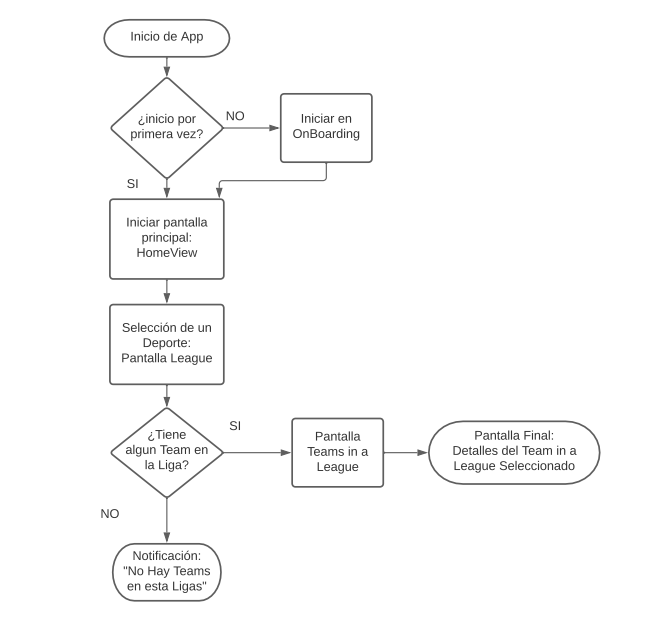 Inicio de App
¿inicio por
primera vez?
NO
Iniciar en
OnBoarding
SI
Iniciar pantalla
principal:
HomeView
Selección de un
Deporte:
Pantalla League
¿Tiene
algun Team en
la Liga?
SI
Pantalla
Teams in a
League
Pantalla Final:
Detalles del Team in a
League Seleccionado
NO
Notificación:
"No Hay Teams
en esta Ligas"